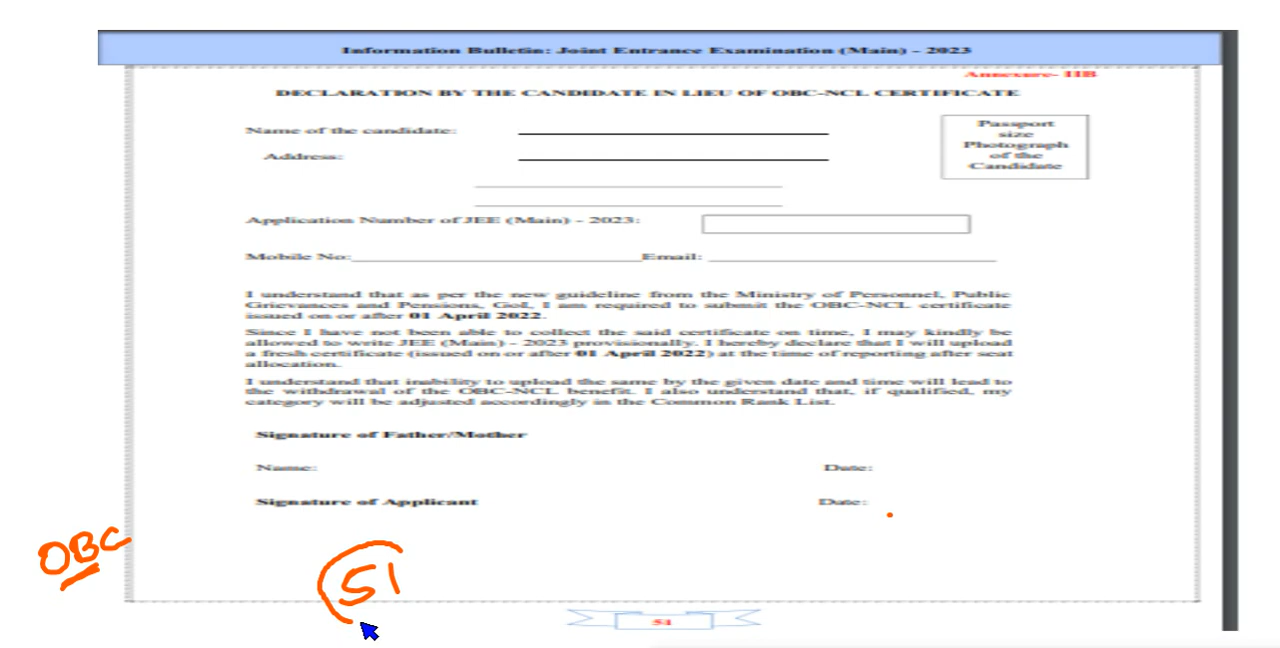 Information Bulletin: Joint Entrance Examination (Main) - 2023
Annexure- IIB
DECLARATION BY THE CANDIDATE IN LIEU OF OBC-NCL CERTIFICATE
Name of the candidate:
Address:
Passport
size
Photograph
of the
Candidate
Application Number of JEE (Main) - 2023:
Mobile No: Email:
I understand that as per the new guideline from the Ministry of Personnel, Public
Grievances and Pensions, GoI, I am required to submit the OBC-NCL certificate
issued on or after 01 April 2022.
Since I have not been able to collect the said certificate on time, I may kindly be
allowed to write JEE (Main) - 2023 provisionally. I hereby declare that I will upload
a fresh certificate (issued on or after 01 April 2022) at the time of reporting after seat
allocation.
I understand that inability to upload the same by the given date and time will lead to
the withdrawal of the OBC-NCL benefit. I also understand that, if qualified, my
category will be adjusted accordingly in the Common Rank List.
Signature of Father/Mother
Name: Date:
Signature of Applicant Date:
OBC
51
51